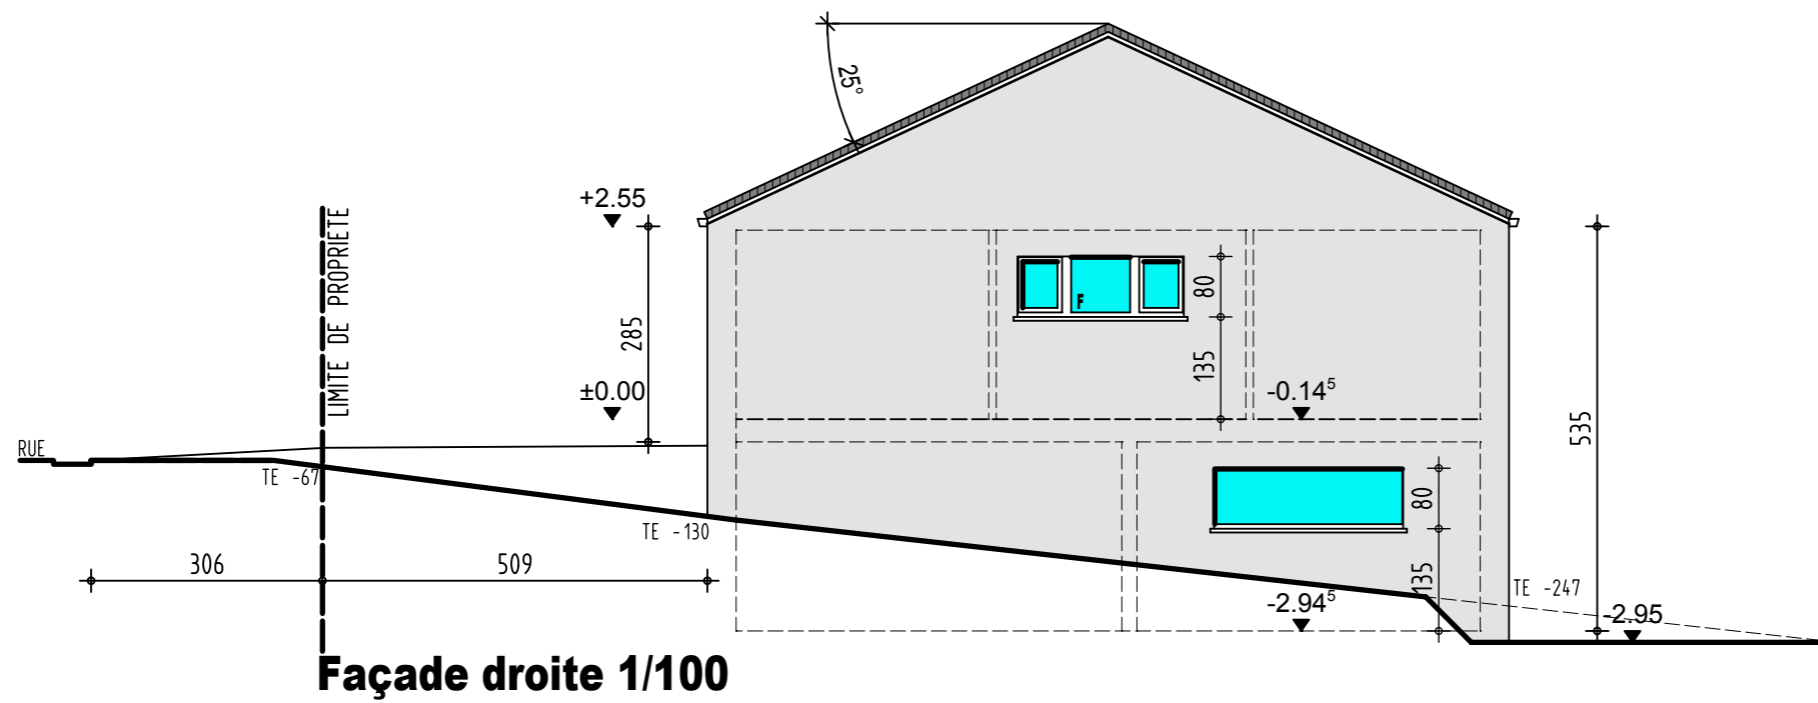 25°
+2.55
LIMITE DE PROPRIETE
285
80
F
135
±0.00
-0.14⁵
535
RUE
TE -67
TE -130
80
306
509
135
TE -247
-2.94⁵
-2.95
Façade droite 1/100